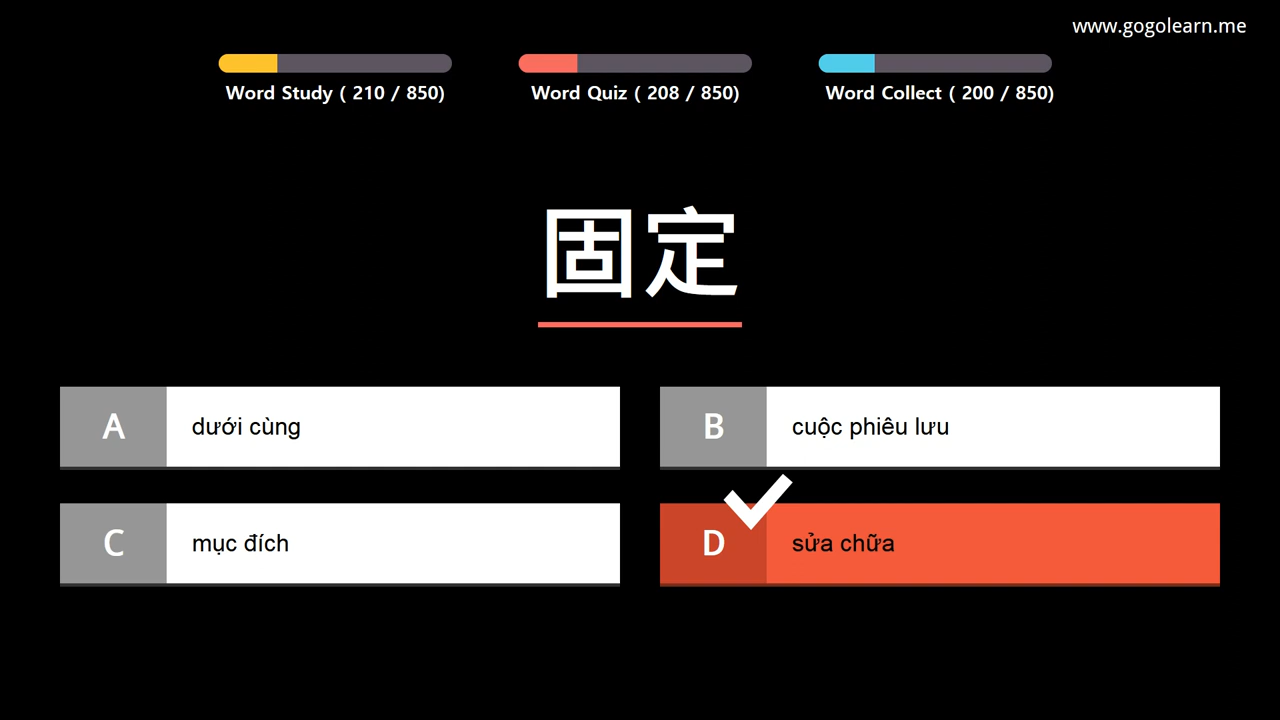 www.gogolearn.me
Word Study ( 210 / 850)
Word Quiz ( 208 / 850)
Word Collect ( 200 / 850)
固定
A dưới cùng
B cuộc phiêu lưu
C mục đích
D sửa chữa